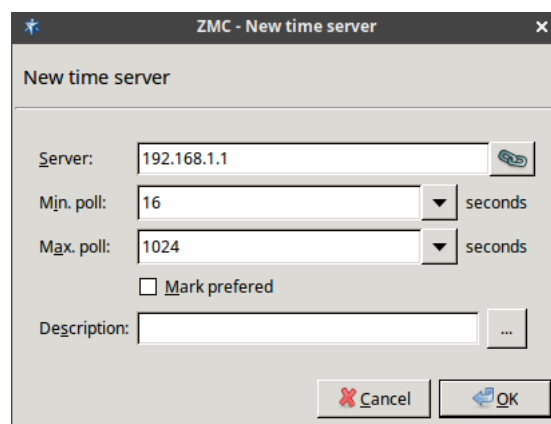 ZMC - New time server
New time server
Server: 192.168.1.1
Min. poll: 16 seconds
Max. poll: 1024 seconds
Mark prefered
Description: ...
Cancel OK